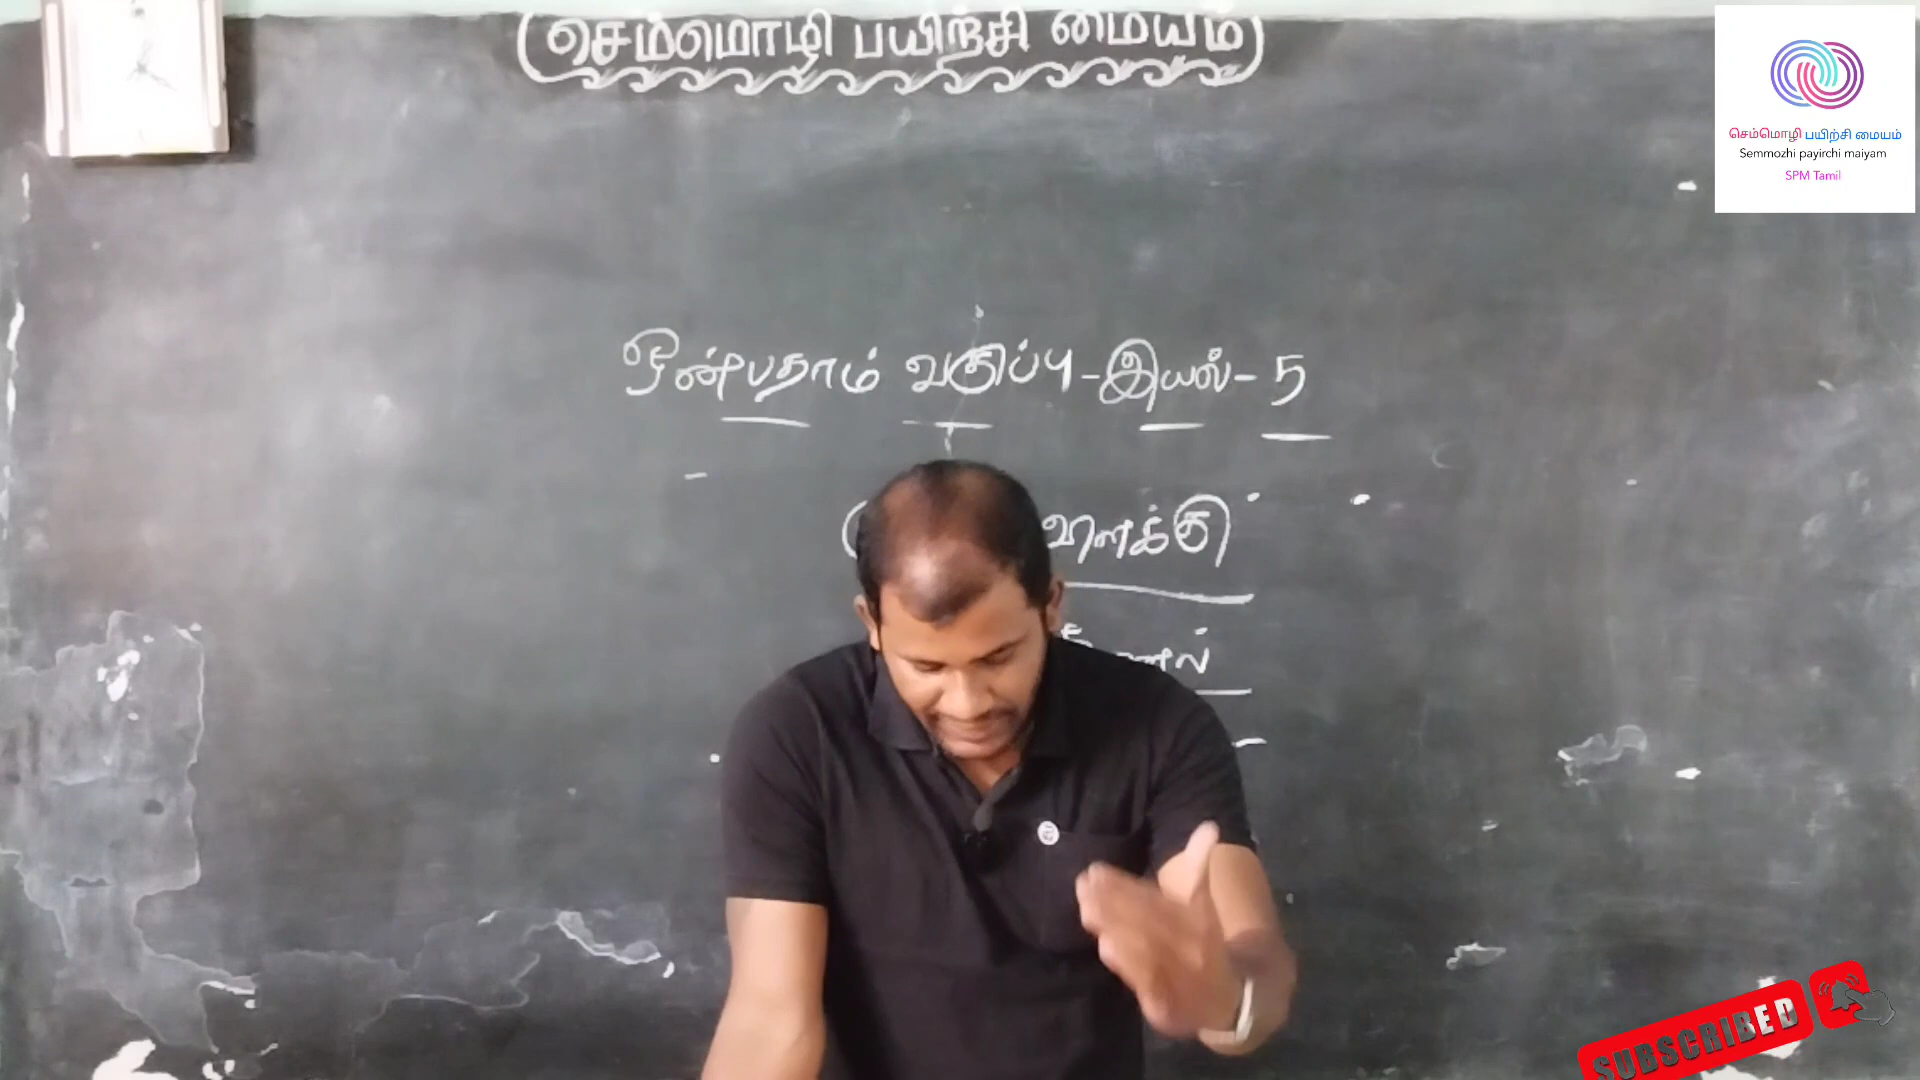 (செம்மொழி பயிற்சி மையம்)
செம்மொழி பயிற்சி மையம்
Semmozhi payirchi maiyam
SPM Tamil
ஒன்பதாம் வகுப்பு - இயல் - 5
SUBSCRIBED